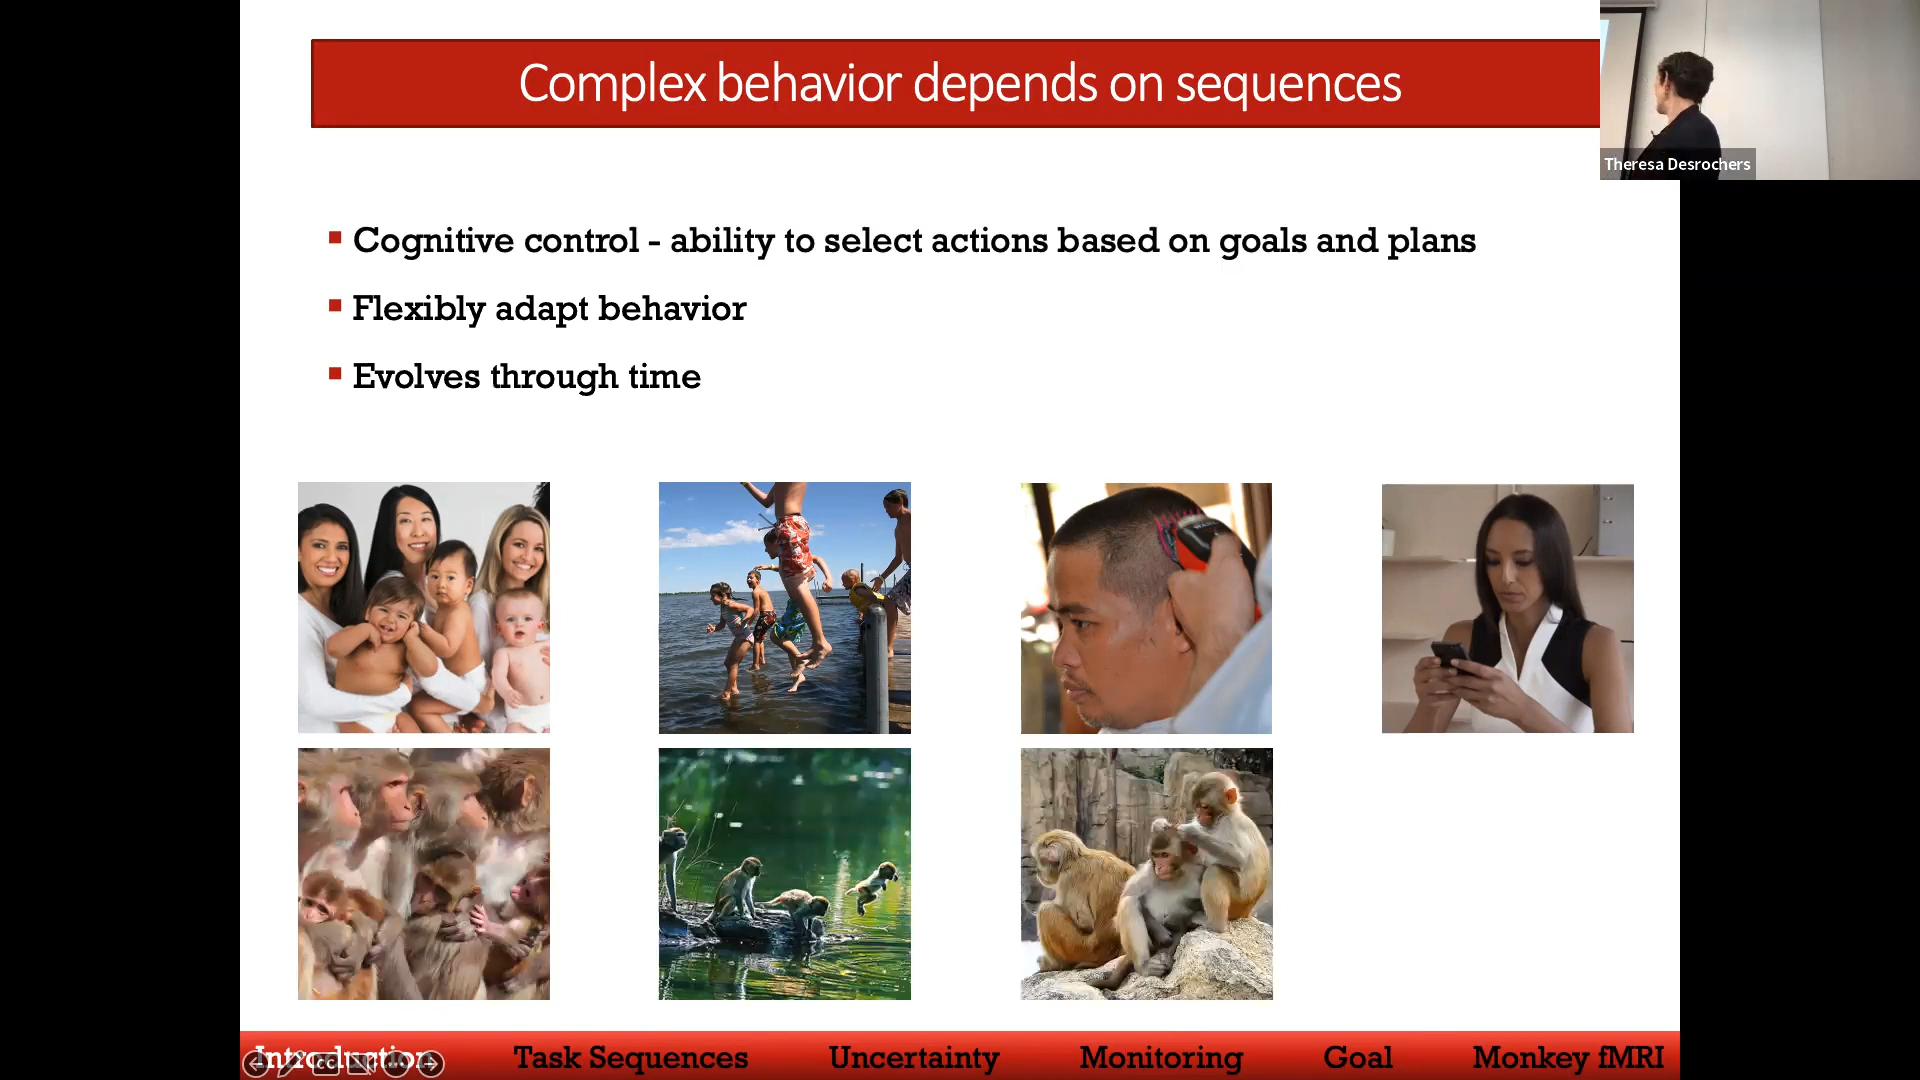 Complex behavior depends on sequences
Theresa Desrochers
Cognitive control - ability to select actions based on goals and plans
Flexibly adapt behavior
Evolves through time
Introduction Task Sequences Uncertainty Monitoring Goal Monkey fMRI